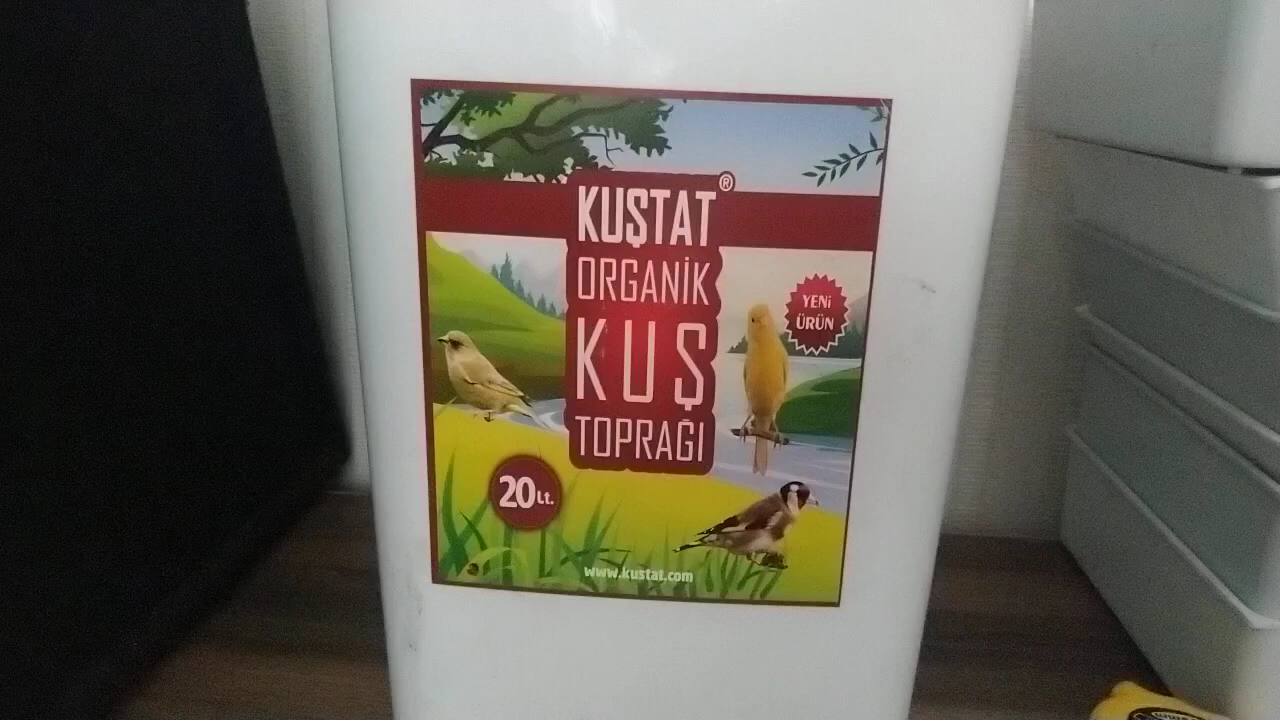 KUŞTAT®
ORGANİK
KUŞ
TOPRAĞI
YENİ
ÜRÜN
20Lt.
www.kustat.com